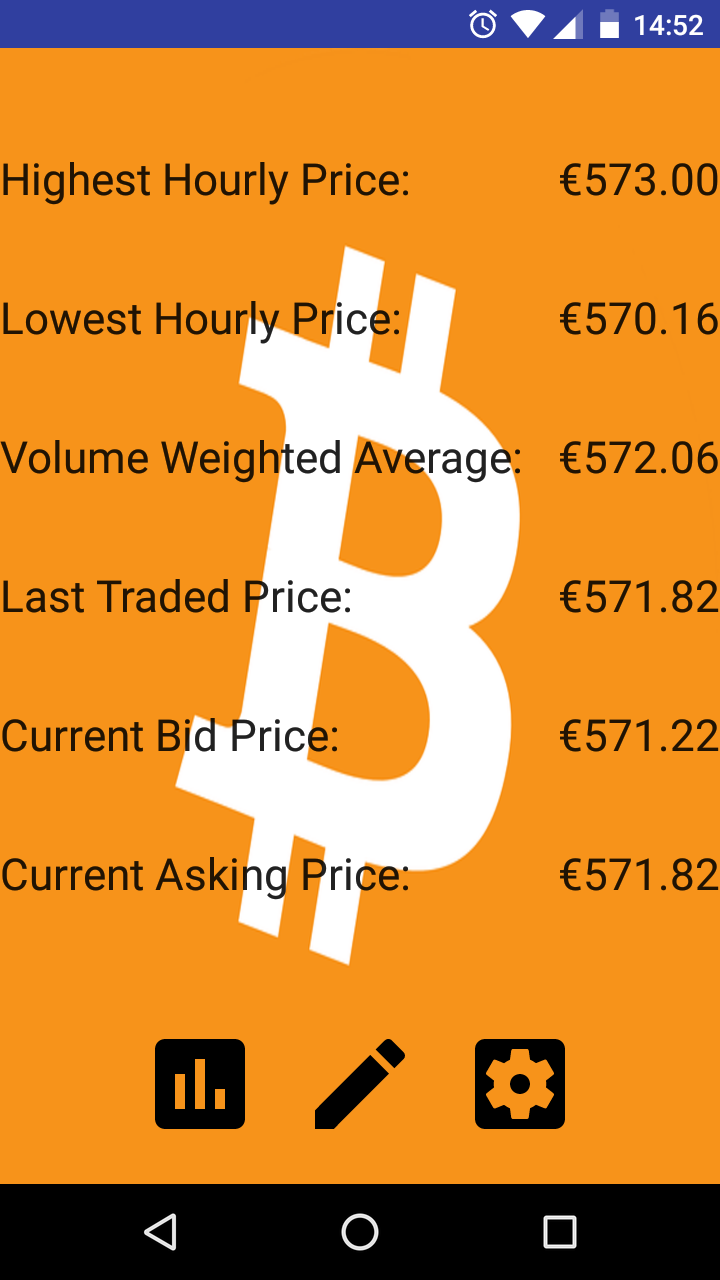 14:52
Highest Hourly Price: €573.00
Lowest Hourly Price: €570.16
Volume Weighted Average: €572.06
Last Traded Price: €571.82
Current Bid Price: €571.22
Current Asking Price: €571.82